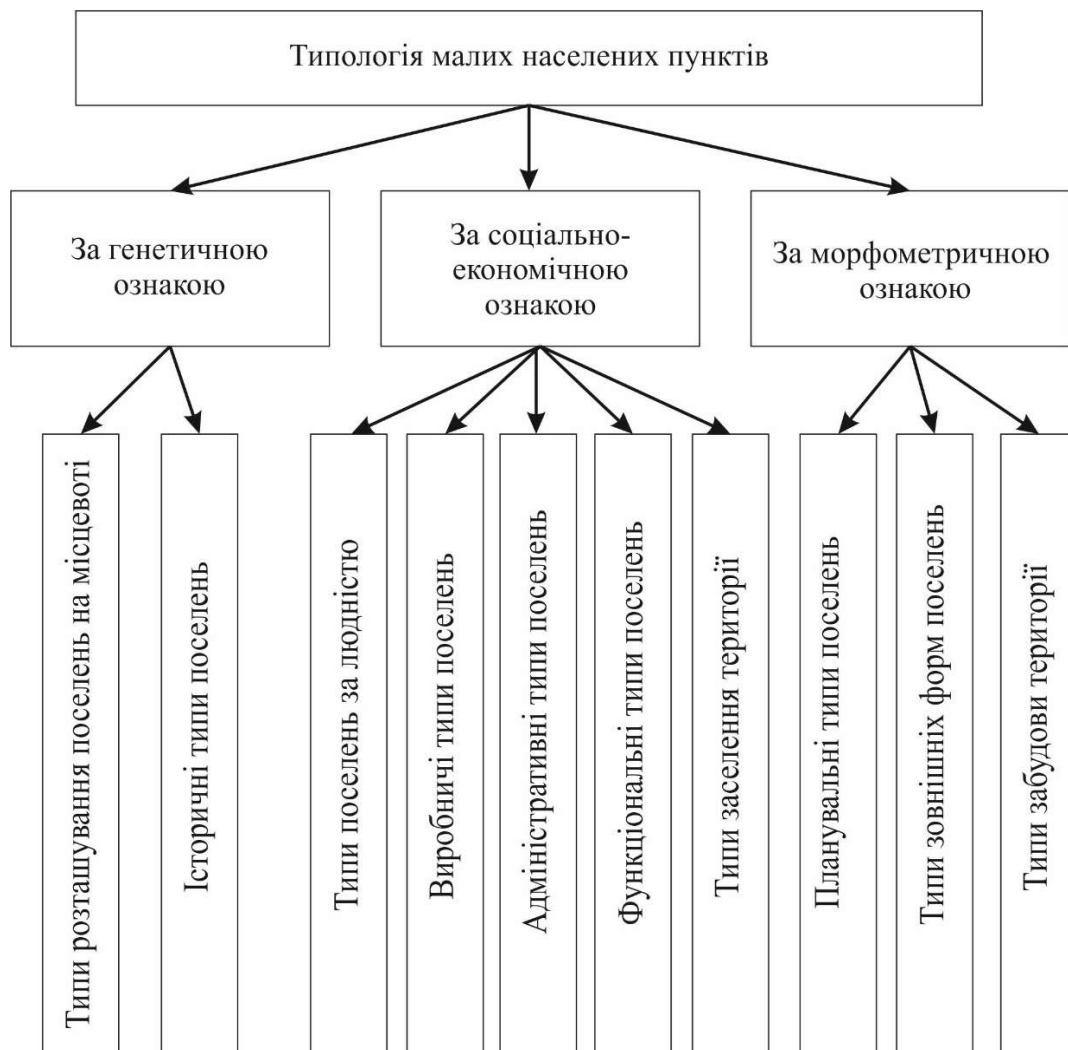 Типологія малих населених пунктів
За генетичною
ознакою
За соціально-
економічною
ознакою
За морфометричною
ознакою
Типи розташування поселень на місцевоті
Історичні типи поселень
Типи поселень за людністю
Виробничі типи поселень
Адміністративні типи поселень
Функціональні типи поселень
Типи заселення території
Планувальні типи поселень
Типи зовнішніх форм поселень
Типи забудови території